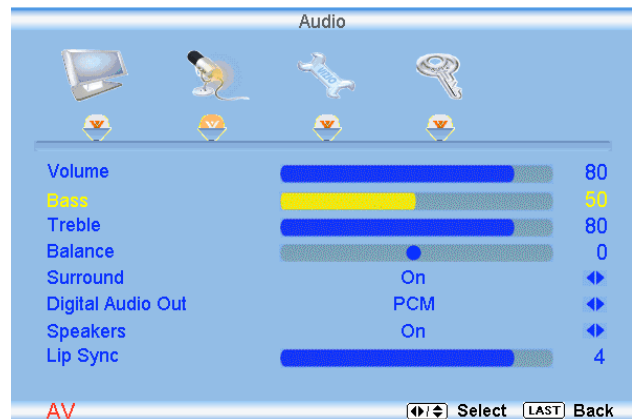 Audio
Volume 80
Bass 50
Treble 80
Balance 0
Surround On
Digital Audio Out PCM
Speakers On
Lip Sync 4
AV Select LAST Back